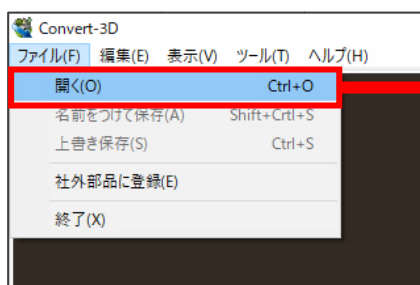 Convert-3D
ファイル(F) 編集(E) 表示(V) ツール(T) ヘルプ(H)
開く(O) Ctrl+O
名前をつけて保存(A) Shift+Crtl+S
上書き保存(S) Ctrl+S
社外部品に登録(E)
終了(X)